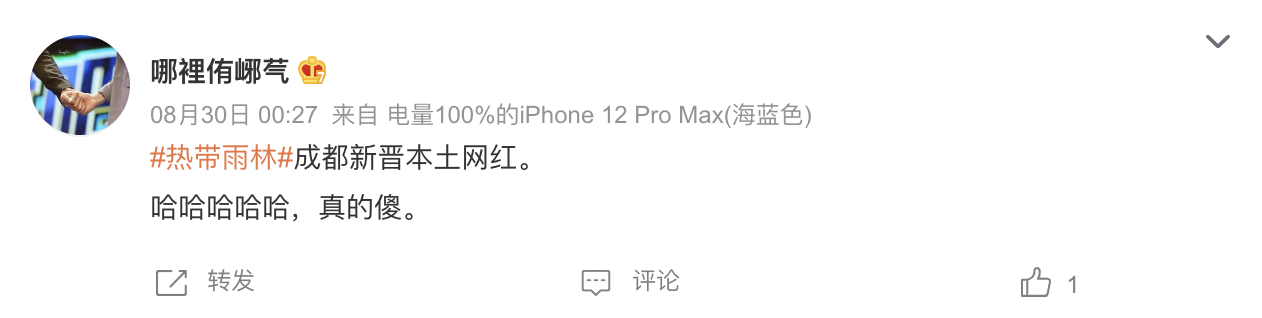 哪裡侑峫芞
08月30日 00:27 来自 电量100%的iPhone 12 Pro Max(海蓝色)
#热带雨林#成都新晋本土网红。
哈哈哈哈哈，真的傻。
转发 评论 1